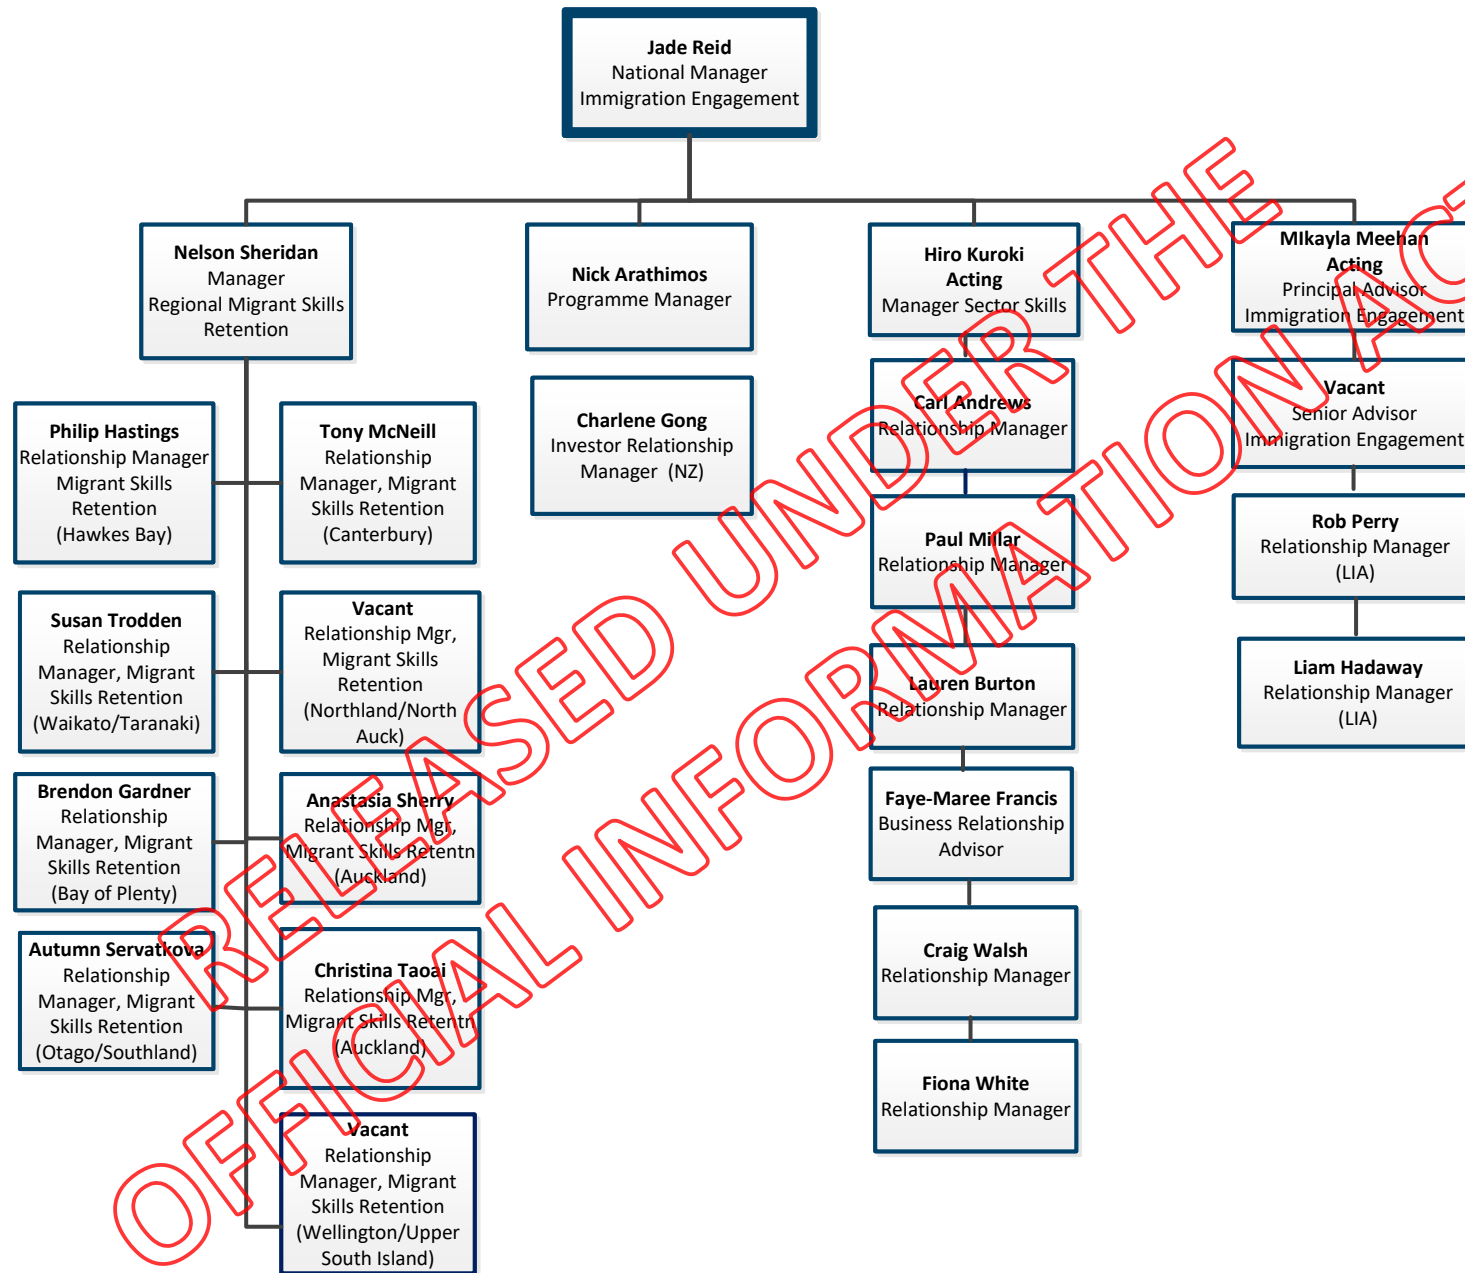 Jade Reid
National Manager
Immigration Engagement
Nelson Sheridan
Manager
Regional Migrant Skills
Retention
Nick Arathimos
Programme Manager
Hiro Kuroki
Acting
Manager Sector Skills
MIkayla Meehan
Acting
Principal Advisor
Immigration Engagement
Philip Hastings
Relationship Manager
Migrant Skills
Retention
(Hawkes Bay)
Tony McNeill
Relationship
Manager, Migrant
Skills Retention
(Canterbury)
Charlene Gong
Investor Relationship
Manager (NZ)
Carl Andrews
Relationship Manager
Vacant
Senior Advisor
Immigration Engagement
Paul Millar
Relationship Manager
Rob Perry
Relationship Manager
(LIA)
Susan Trodden
Relationship
Manager, Migrant
Skills Retention
(Waikato/Taranaki)
Vacant
Relationship Mgr,
Migrant Skills
Retention
(Northland/North
Auck)
Lauren Burton
Relationship Manager
Liam Hadaway
Relationship Manager
(LIA)
Brendon Gardner
Relationship
Manager, Migrant
Skills Retention
(Bay of Plenty)
Anastasia Sherry
Relationship Mgr,
Migrant Skills Retentn
(Auckland)
Faye-Maree Francis
Business Relationship
Advisor
Autumn Servatkova
Relationship
Manager, Migrant
Skills Retention
(Otago/Southland)
Christina Taoai
Relationship Mgr,
Migrant Skills Retentn
(Auckland)
Craig Walsh
Relationship Manager
Fiona White
Relationship Manager
Vacant
Relationship
Manager, Migrant
Skills Retention
(Wellington/Upper
South Island)
RELEASED UNDER THE
OFFICIAL INFORMATION ACT